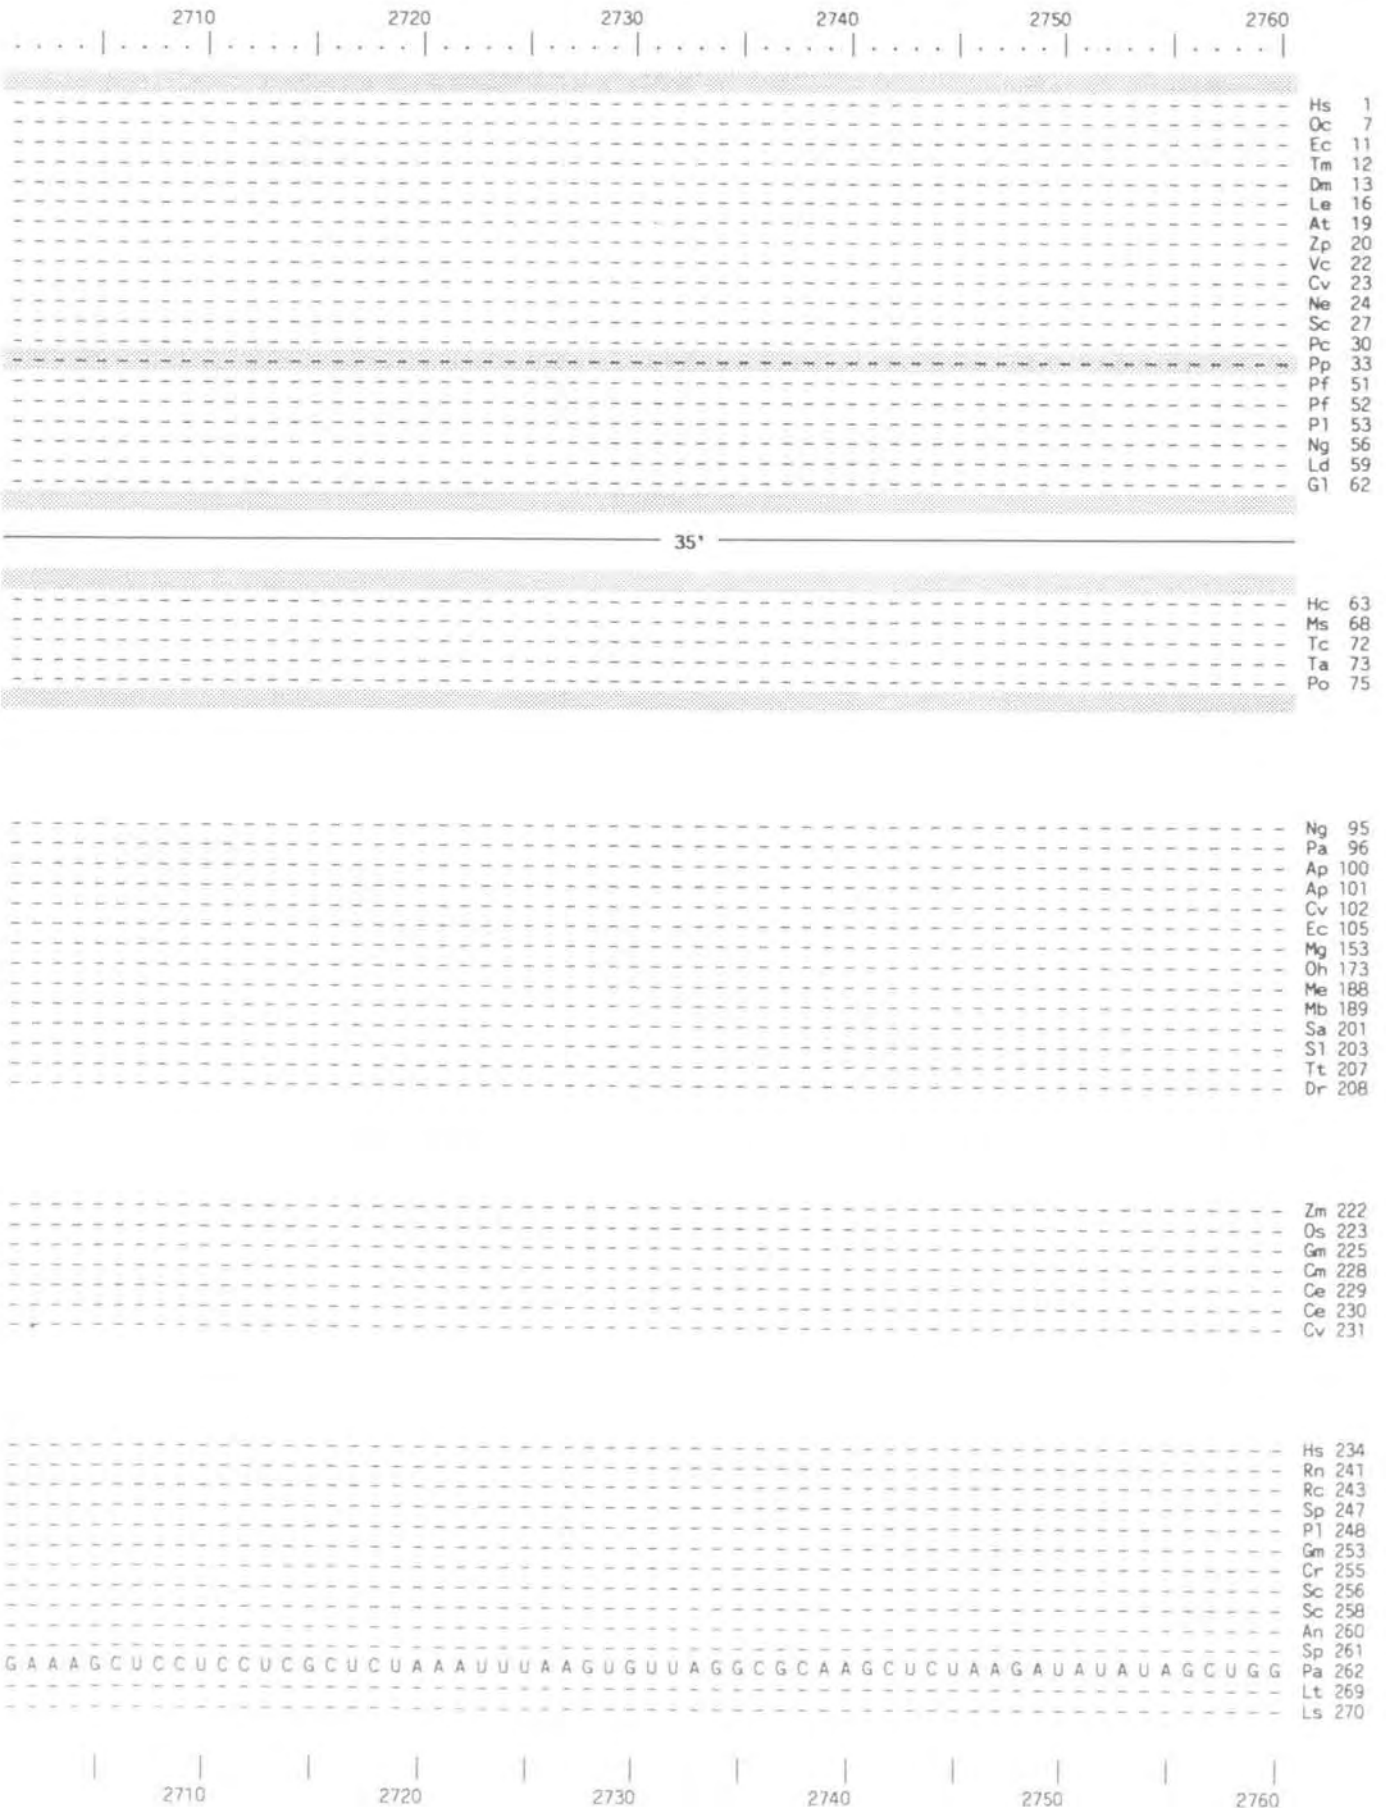 2710 2720 2730 2740 2750 2760
Hs 1
Oc 7
Ec 11
Tm 12
Dm 13
Le 16
At 19
Zp 20
Vc 22
Cv 23
Ne 24
Sc 27
Pc 30
Pp 33
Pf 51
Pf 52
Pl 53
Ng 56
Ld 59
Gl 62
35'
Hc 63
Ms 68
Tc 72
Ta 73
Po 75
Ng 95
Pa 96
Ap 100
Ap 101
Cv 102
Ec 105
Mg 153
Oh 173
Me 188
Mb 189
Sa 201
Sl 203
Tt 207
Dr 208
Zm 222
Os 223
Gm 225
Cm 228
Ce 229
Ce 230
Cv 231
Hs 234
Rn 241
Rc 243
Sp 247
Pl 248
Gm 253
Cr 255
Sc 256
Sc 258
An 260
Sp 261
G A A A G C U C C U C C U C G C U C U A A A U U U A A G U G U U A G G C G C A A G C U C U A A G A U A U A U A G C U G G Pa 262
Lt 269
Ls 270
2710 2720 2730 2740 2750 2760